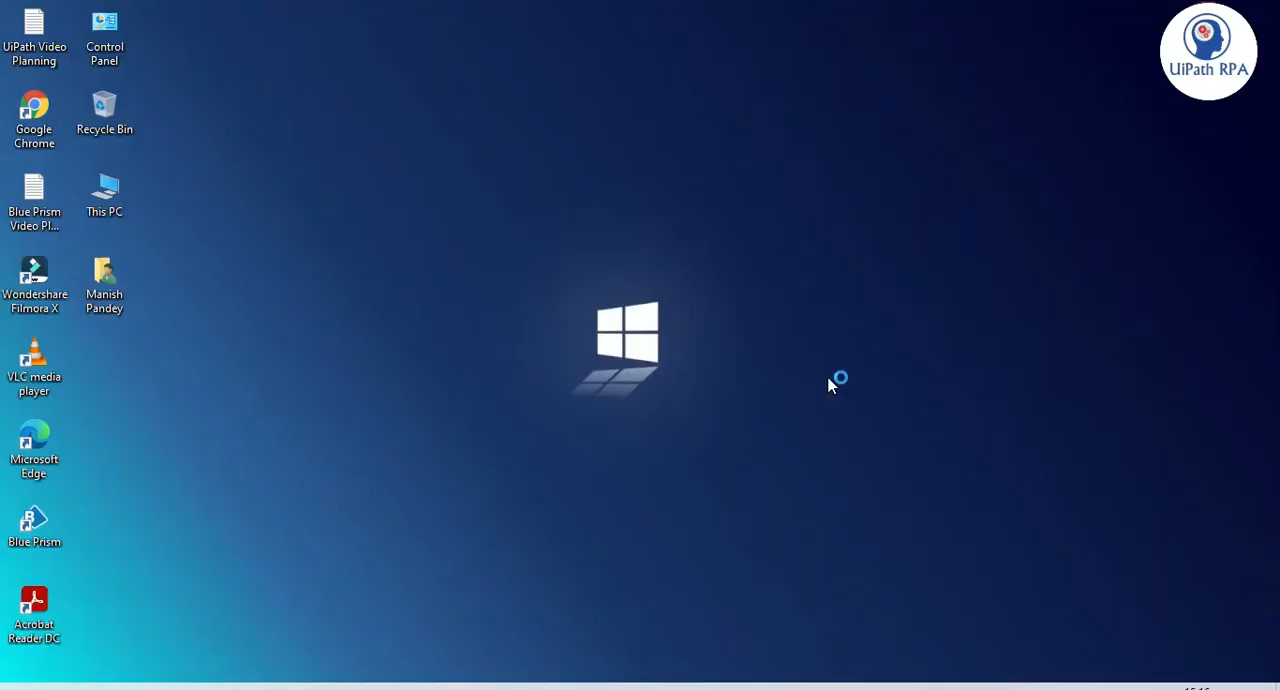 UiPath Video
Planning
Control
Panel
Google
Chrome
Recycle Bin
Blue Prism
Video Pl...
This PC
Wondershare
Filmora X
Manish
Pandey
VLC media
player
Microsoft
Edge
Blue Prism
Acrobat
Reader DC
UiPath RPA